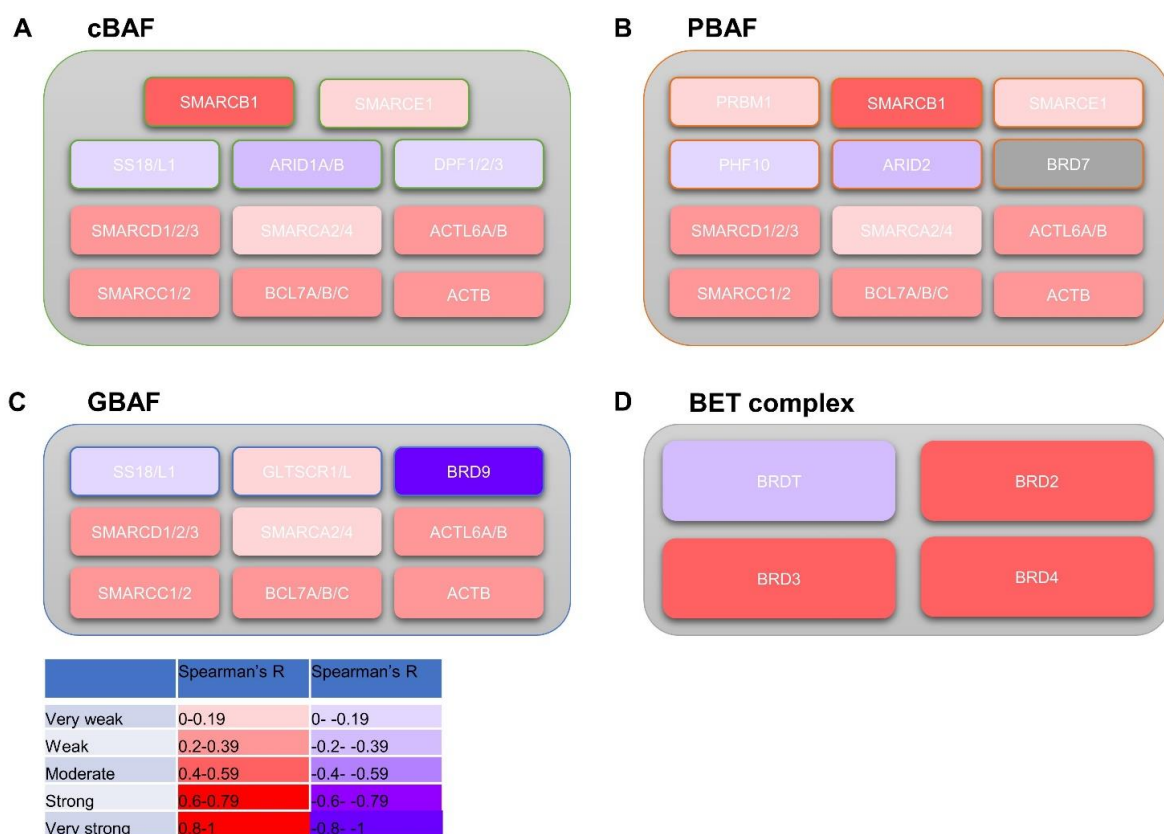 A cBAF
SMARCB1 SMARCE1
SS18/L1 ARID1A/B DPF1/2/3
SMARCD1/2/3 SMARCA2/4 ACTL6A/B
SMARCC1/2 BCL7A/B/C ACTB
B PBAF
PRBM1 SMARCB1 SMARCE1
PHF10 ARID2 BRD7
SMARCD1/2/3 SMARCA2/4 ACTL6A/B
SMARCC1/2 BCL7A/B/C ACTB
C GBAF
SS18/L1 GLTSCR1/L BRD9
SMARCD1/2/3 SMARCA2/4 ACTL6A/B
SMARCC1/2 BCL7A/B/C ACTB
D BET complex
BRDT BRD2
BRD3 BRD4
Spearman's R Spearman's R
Very weak 0-0.19 0- -0.19
Weak 0.2-0.39 -0.2- -0.39
Moderate 0.4-0.59 -0.4- -0.59
Strong 0.6-0.79 -0.6- -0.79
Very strong 0.8-1 -0.8- -1